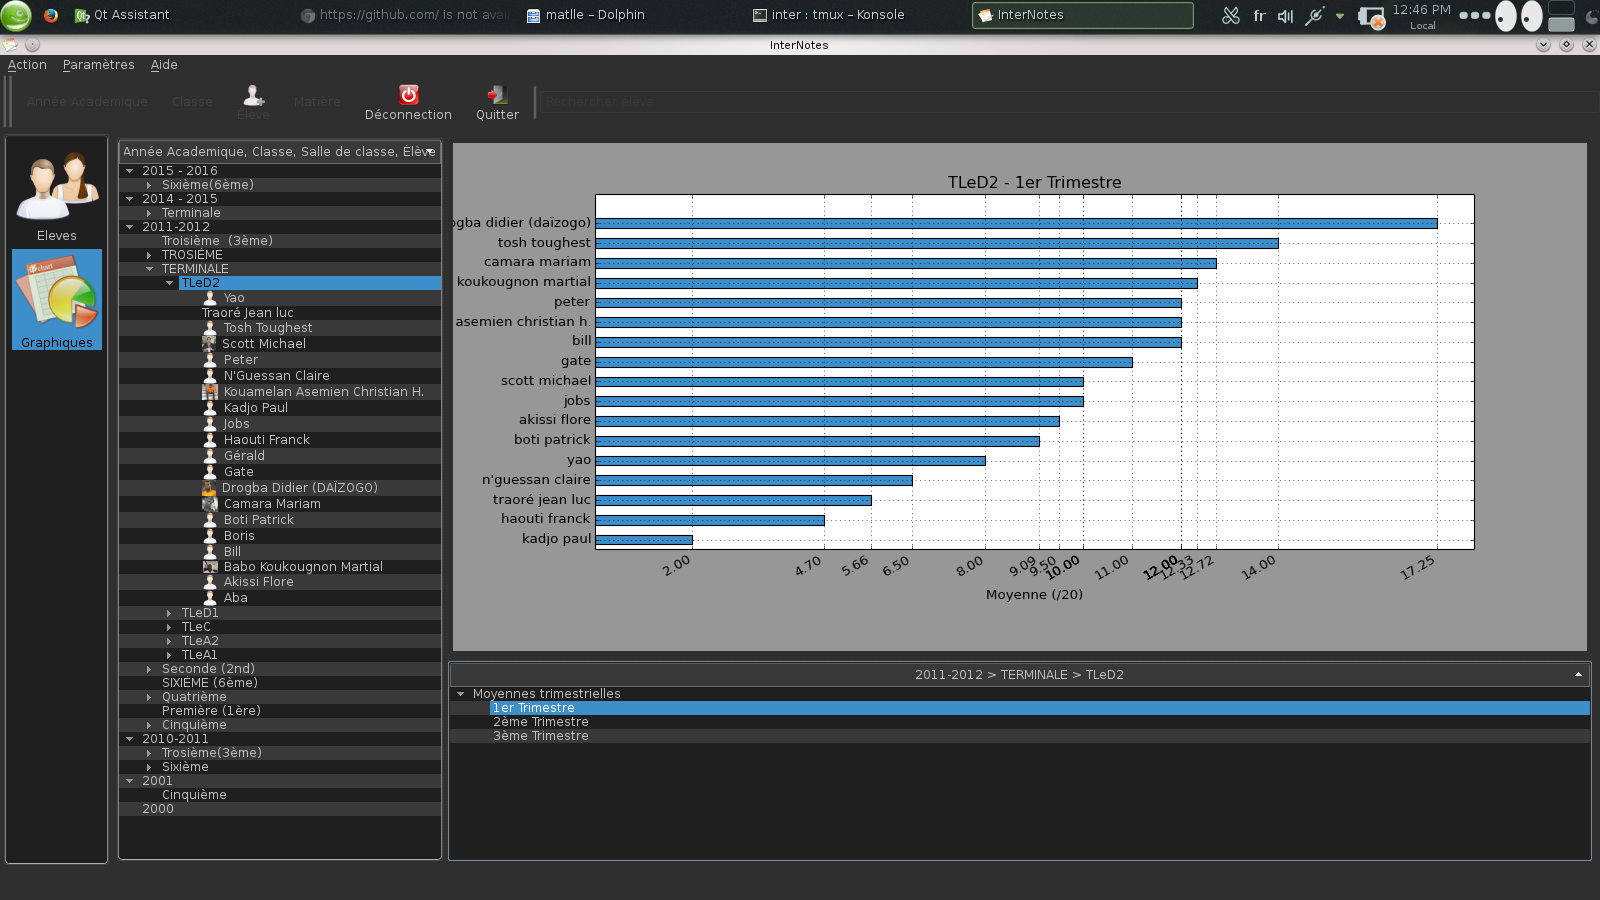 Qt Assistant
https://github.com/ is not avai
matlle – Dolphin
inter : tmux – Konsole
InterNotes
fr
12:46 PM
Local
InterNotes
Action Paramètres Aide
Année Academique
Classe
Élève
Matière
Déconnection
Quitter
Rechercher élève
Eleves
Graphiques
Année Academique, Classe, Salle de classe, Élève
2015 - 2016
Sixième(6ème)
2014 - 2015
Terminale
2011-2012
Troisième (3ème)
TROSIÈME
TERMINALE
TLeD2
Yao
Traoré Jean luc
Tosh Toughest
Scott Michael
Peter
N'Guessan Claire
Kouamelan Asemien Christian H.
Kadjo Paul
Jobs
Haouti Franck
Gérald
Gate
Drogba Didier (DAÏZOGO)
Camara Mariam
Boti Patrick
Boris
Bill
Babo Koukougnon Martial
Akissi Flore
Aba
TLeD1
TLeC
TLeA2
TLeA1
Seconde (2nd)
SIXIÈME (6ème)
Quatrième
Première (1ère)
Cinquième
2010-2011
Trosième(3ème)
Sixième
2001
Cinquième
2000
TLeD2 - 1er Trimestre
ogba didier (daïzogo)
tosh toughest
camara mariam
koukougnon martial
peter
asemien christian h.
bill
gate
scott michael
jobs
akissi flore
boti patrick
yao
n'guessan claire
traoré jean luc
haouti franck
kadjo paul
2.00 4.70 5.66 6.50 8.00 9.09 9.50 10.00 11.00 12.00 12.33 12.72 14.00 17.25
Moyenne (/20)
2011-2012 > TERMINALE > TLeD2
Moyennes trimestrielles
1er Trimestre
2ème Trimestre
3ème Trimestre